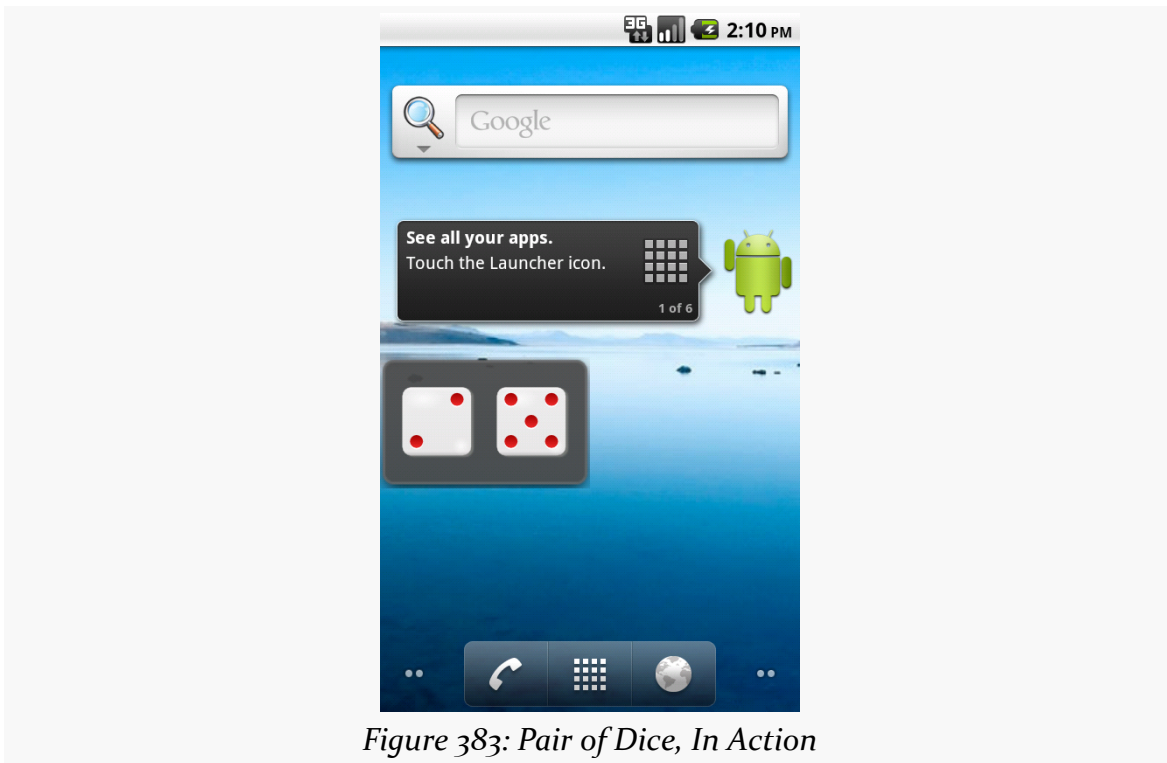 3G 2:10 PM
Google
See all your apps.
Touch the Launcher icon.
1 of 6
Figure 383: Pair of Dice, In Action